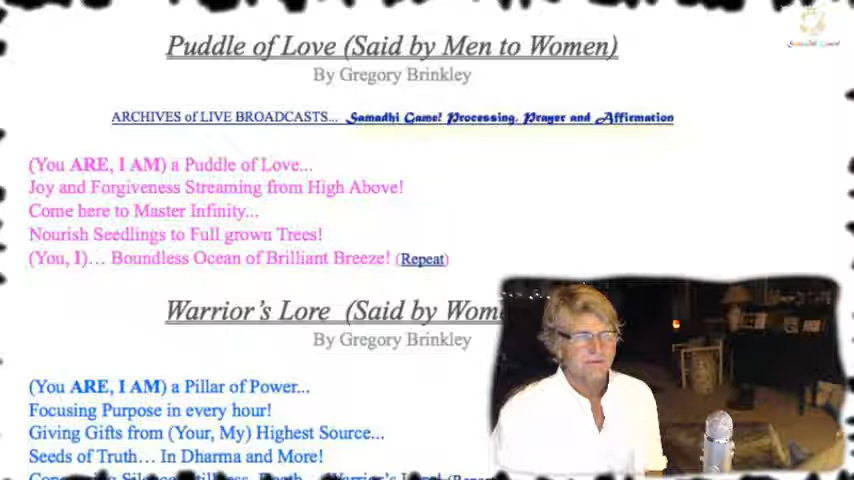 Puddle of Love (Said by Men to Women)
By Gregory Brinkley
ARCHIVES of LIVE BROADCASTS... Samadhi Game! Processing, Prayer and Affirmation
(You ARE, I AM) a Puddle of Love...
Joy and Forgiveness Streaming from High Above!
Come here to Master Infinity...
Nourish Seedlings to Full grown Trees!
(You, I)... Boundless Ocean of Brilliant Breeze! (Repeat)
Warrior's Lore (Said by Wom
By Gregory Brinkley
(You ARE, I AM) a Pillar of Power...
Focusing Purpose in every hour!
Giving Gifts from (Your, My) Highest Source...
Seeds of Truth... In Dharma and More!